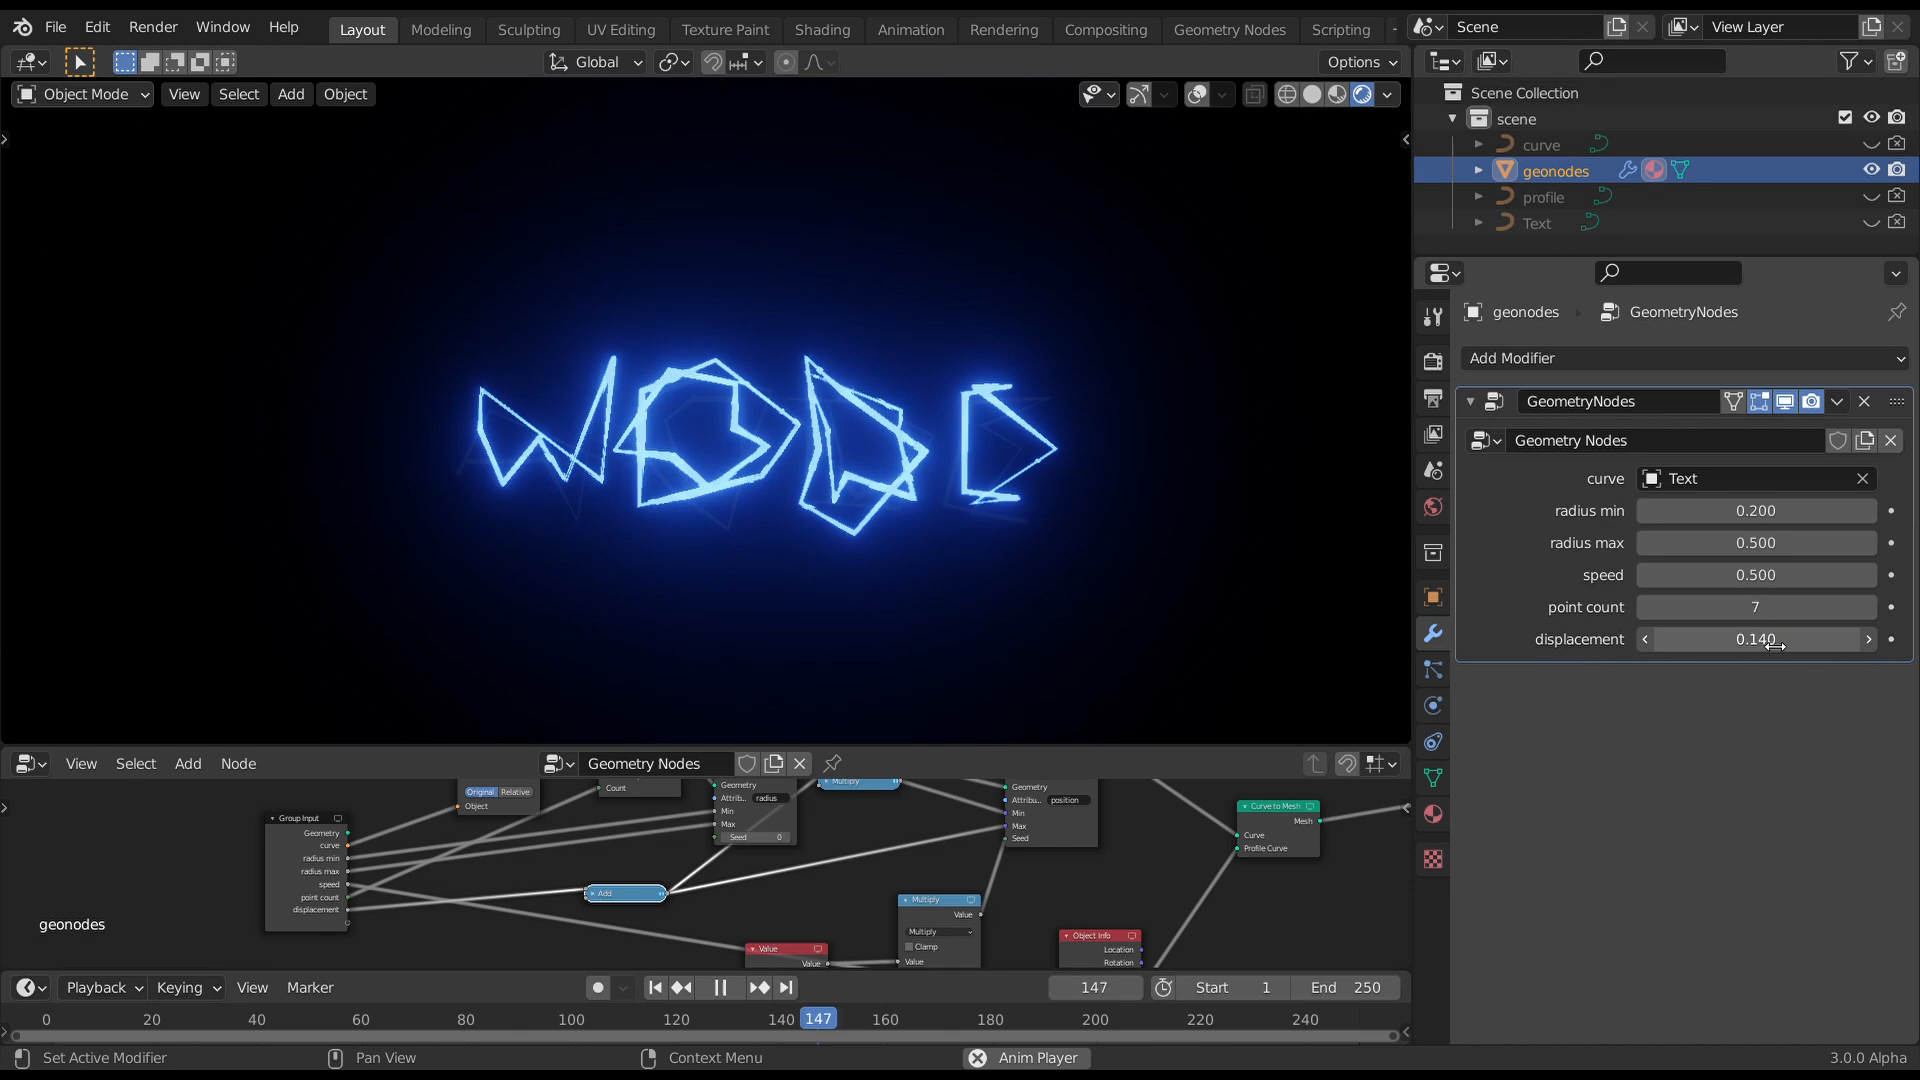 File Edit Render Window Help Layout Modeling Sculpting UV Editing Texture Paint Shading Animation Rendering Compositing Geometry Nodes Scripting Scene View Layer
Global Options
Object Mode View Select Add Object
Scene Collection
scene
curve
geonodes
profile
Text
geonodes GeometryNodes
Add Modifier
GeometryNodes
Geometry Nodes
curve Text
radius min 0.200
radius max 0.500
speed 0.500
point count 7
displacement 0.140
View Select Add Node Geometry Nodes
Original Relative
Object
Count
Geometry
Attrib.. radius
Min
Max
Seed 0
Multiply
Geometry
Attribu.. position
Min
Max
Seed
Curve to Mesh
Mesh
Curve
Profile Curve
Group Input
Geometry
curve
radius min
radius max
speed
point count
displacement
Add
Multiply
Value
Multiply
Clamp
Value
Value
Value
Object Info
Location
Rotation
geonodes
Playback Keying View Marker 147 Start 1 End 250
0 20 40 60 80 100 120 140 147 160 180 200 220 240
Set Active Modifier Pan View Context Menu Anim Player 3.0.0 Alpha